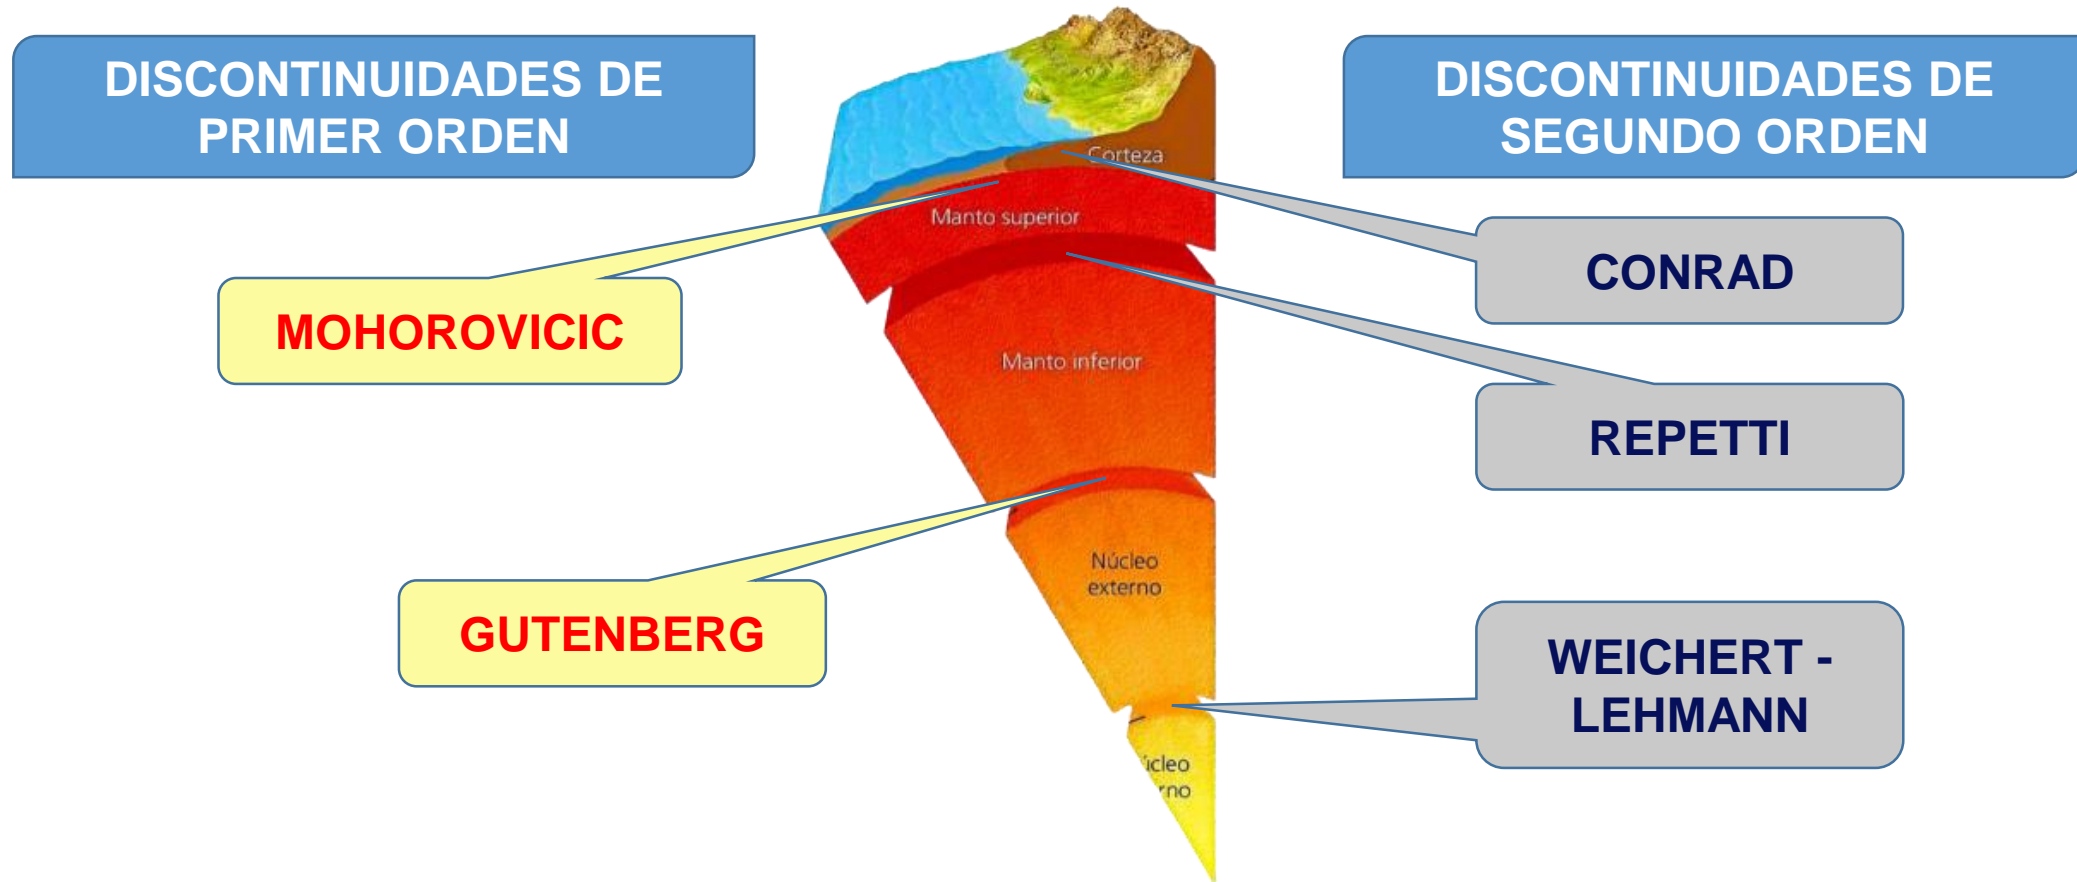 DISCONTINUIDADES DE
PRIMER ORDEN
DISCONTINUIDADES DE
SEGUNDO ORDEN
Corteza
Manto superior
CONRAD
MOHOROVICIC
Manto inferior
REPETTI
Núcleo
externo
GUTENBERG
WEICHERT -
LEHMANN